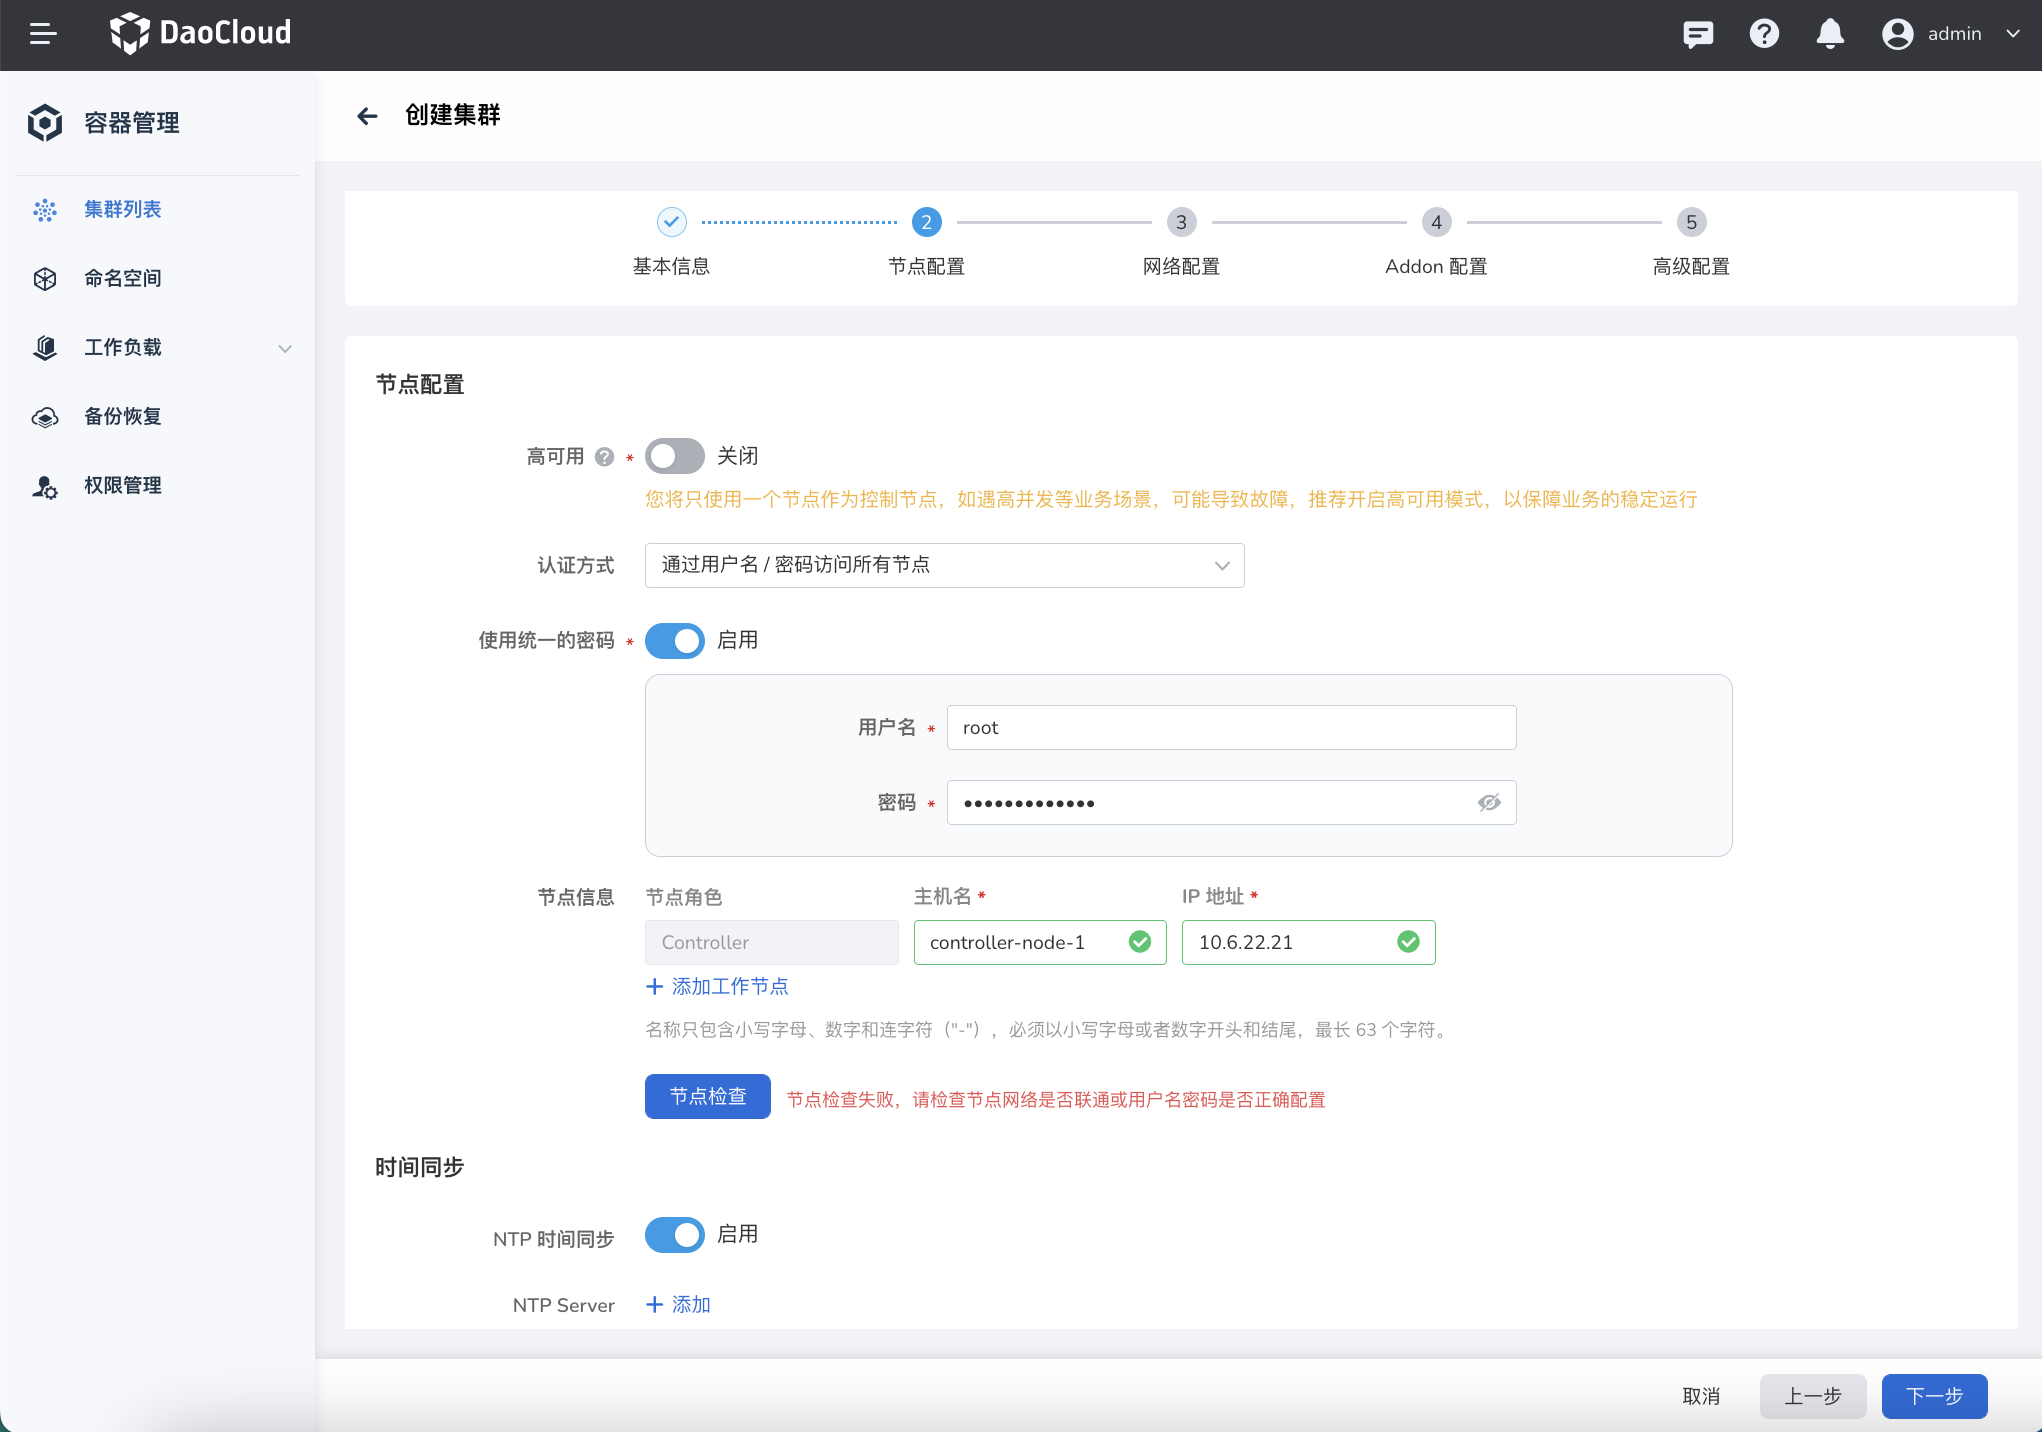 DaoCloud
admin
容器管理
集群列表
命名空间
工作负载
备份恢复
权限管理
创建集群
2
3
4
5
基本信息
节点配置
网络配置
Addon 配置
高级配置
节点配置
高可用 ? * 关闭
您将只使用一个节点作为控制节点，如遇高并发等业务场景，可能导致故障，推荐开启高可用模式，以保障业务的稳定运行
认证方式 通过用户名 / 密码访问所有节点
使用统一的密码 * 启用
用户名 * root
密码 * •••••••••••••
节点信息 节点角色 主机名 * IP 地址 *
Controller controller-node-1 10.6.22.21
+ 添加工作节点
名称只包含小写字母、数字和连字符（"-"），必须以小写字母或者数字开头和结尾，最长 63 个字符。
节点检查 节点检查失败，请检查节点网络是否联通或用户名密码是否正确配置
时间同步
NTP 时间同步 启用
NTP Server + 添加
取消 上一步 下一步